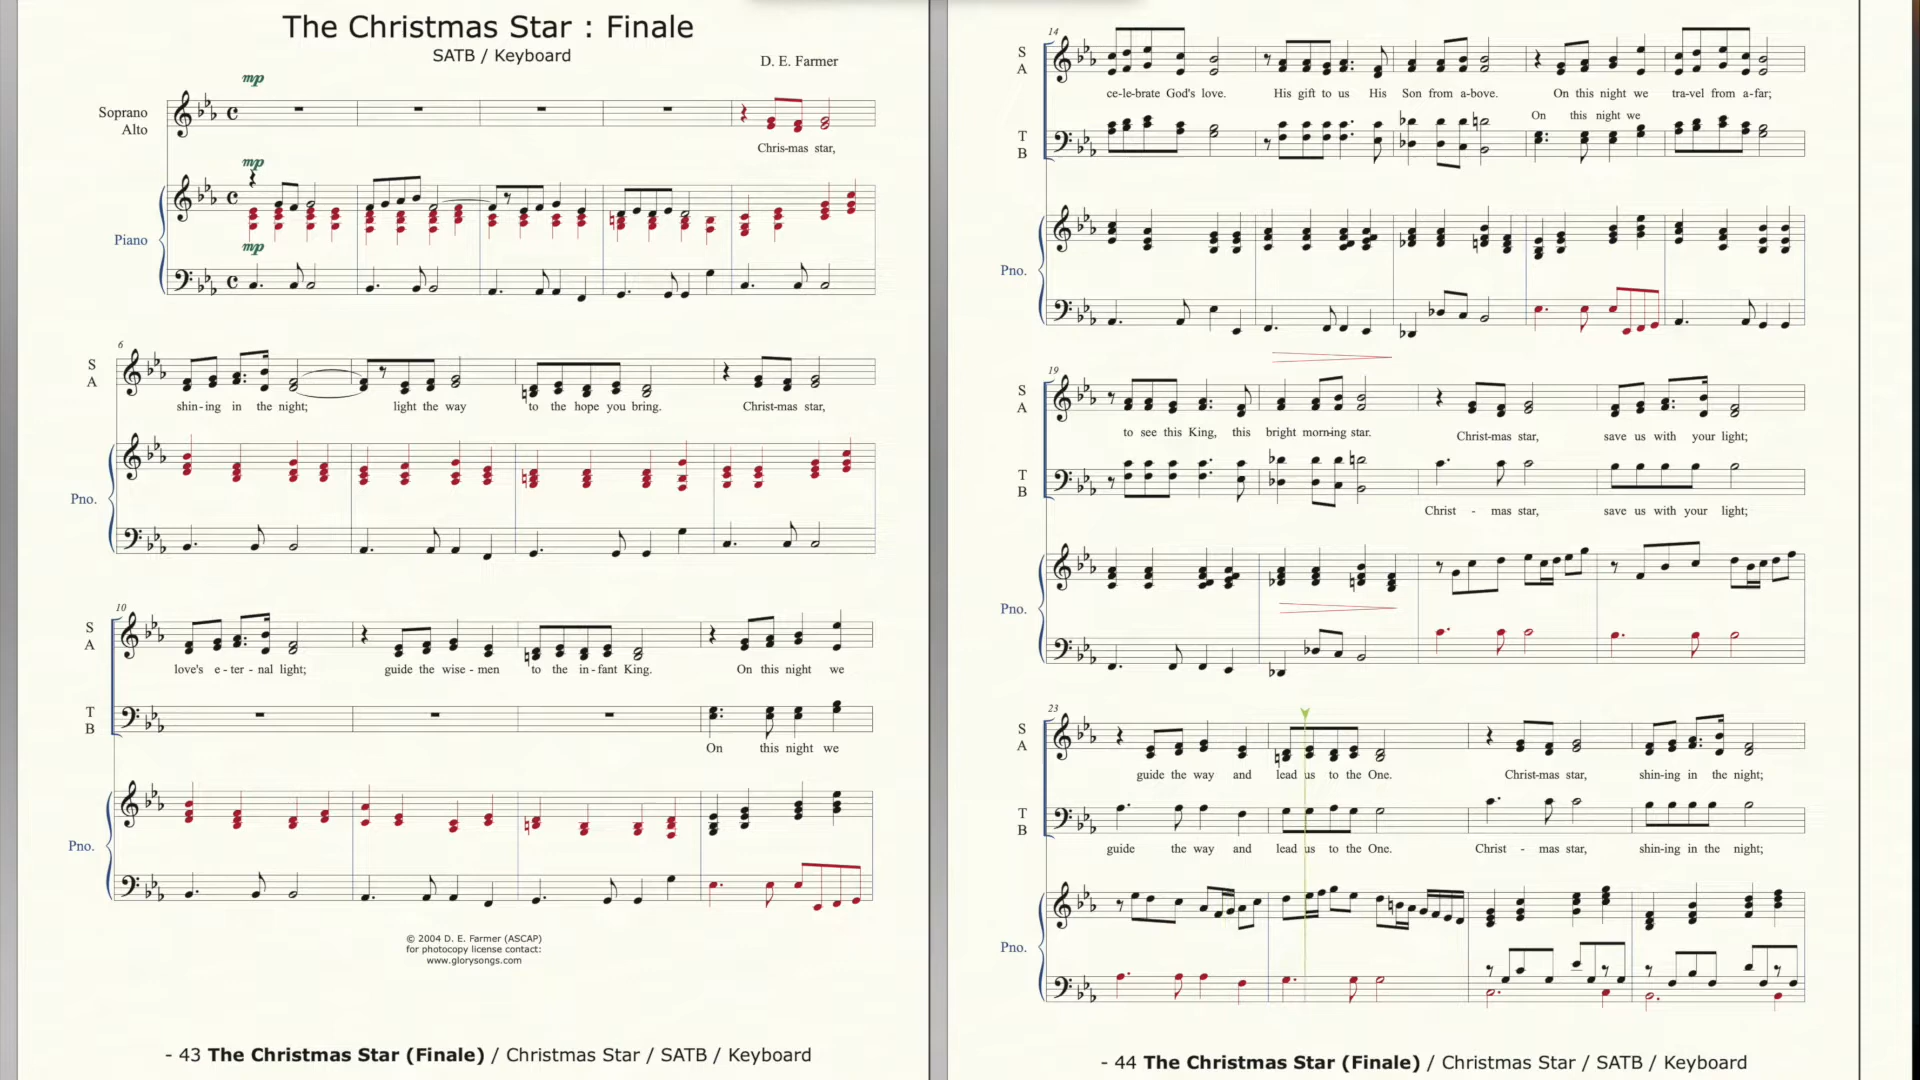 The Christmas Star : Finale
SATB / Keyboard
D. E. Farmer
mp
Soprano
Alto
Chris-mas star,
mp
Piano
mp
6
S
A
shin-ing in the night; light the way to the hope you bring. Christ-mas star,
Pno.
10
S
A
love's e-ter-nal light; guide the wise-men to the in-fant King. On this night we
T
B
On this night we
Pno.
© 2004 D. E. Farmer (ASCAP)
for photocopy license contact:
www.glorysongs.com
- 43 The Christmas Star (Finale) / Christmas Star / SATB / Keyboard
14
S
A
ce-le-brate God's love. His gift to us His Son from a-bove. On this night we tra-vel from a-far;
On this night we
T
B
Pno.
19
S
A
to see this King, this bright morn-ing star. Christ-mas star, save us with your light;
T
B
Christ - mas star, save us with your light;
Pno.
23
S
A
guide the way and lead us to the One. Christ-mas star, shin-ing in the night;
T
B
guide the way and lead us to the One. Christ - mas star, shin-ing in the night;
Pno.
- 44 The Christmas Star (Finale) / Christmas Star / SATB / Keyboard